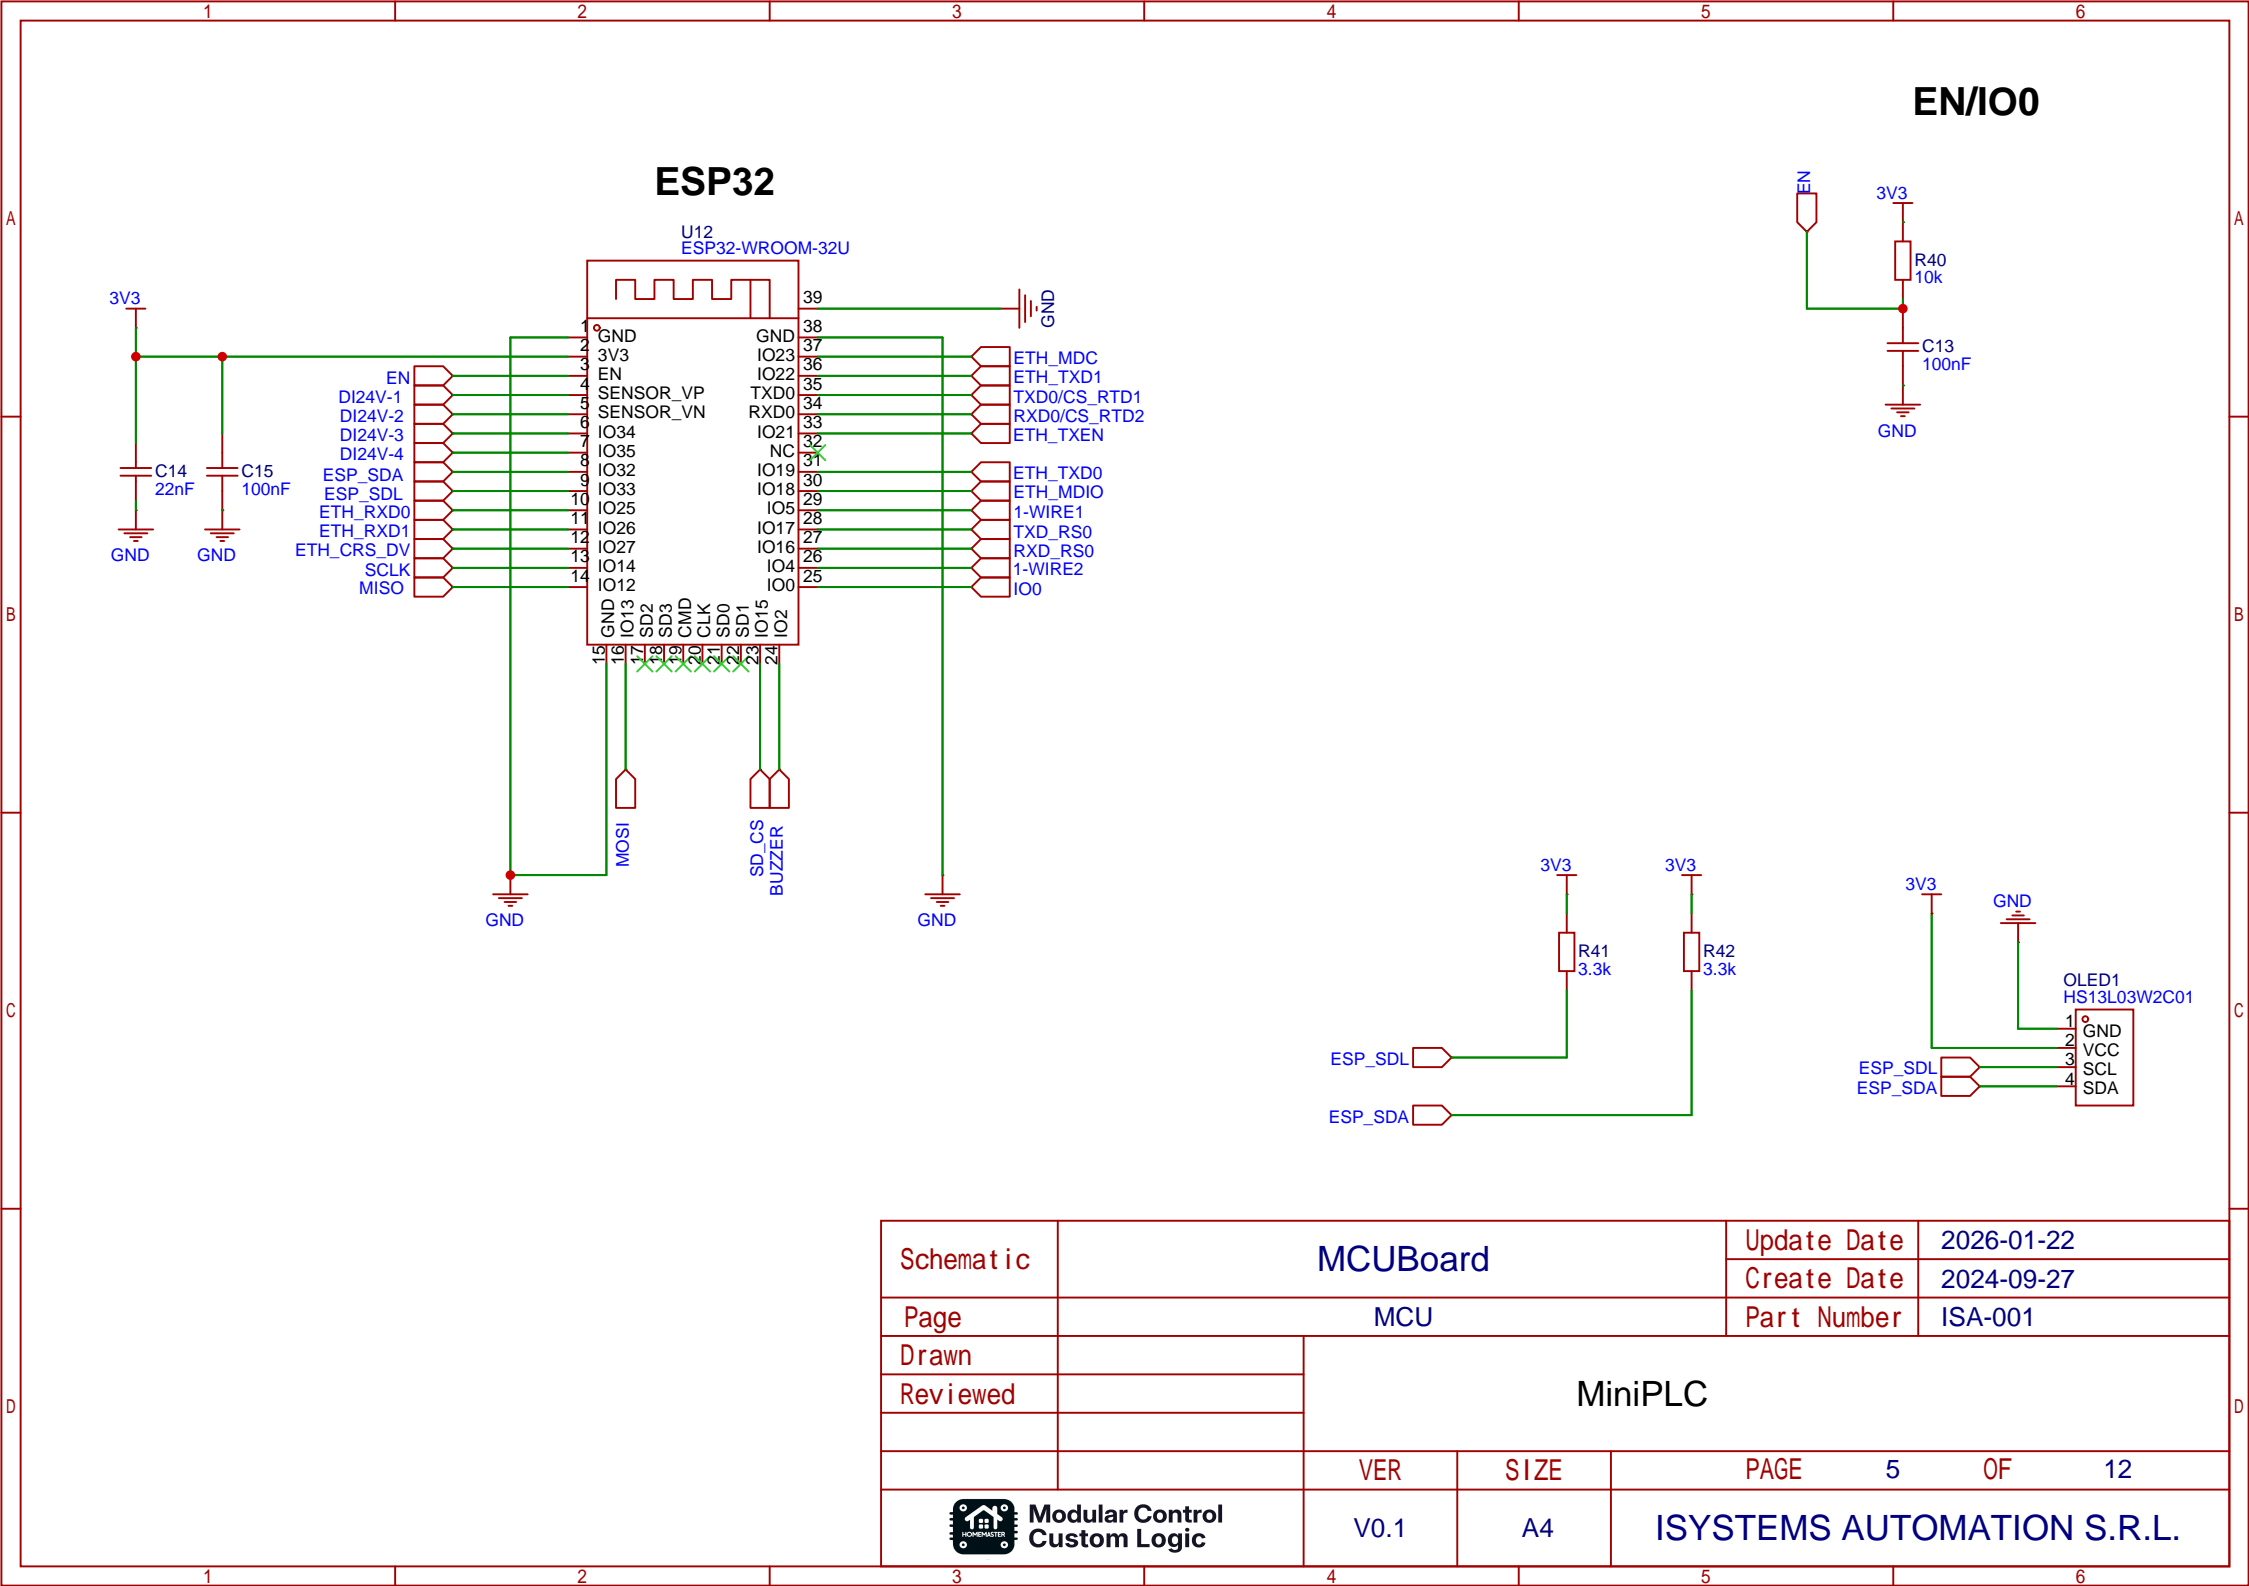 1 2 3 4 5 6
EN/IO0
ESP32
U12
ESP32-WROOM-32U
EN
3V3
R40
10k
C13
100nF
GND
A
A
3V3
C14
22nF
C15
100nF
GND
GND
EN
DI24V-1
DI24V-2
DI24V-3
DI24V-4
ESP_SDA
ESP_SDL
ETH_RXD0
ETH_RXD1
ETH_CRS_DV
SCLK
MISO
1 GND
2 3V3
3 EN
4 SENSOR_VP
5 SENSOR_VN
6 IO34
7 IO35
8 IO32
9 IO33
10 IO25
11 IO26
12 IO27
13 IO14
14 IO12
39
GND
GND 38
IO23 37
IO22 36
TXD0 35
RXD0 34
IO21 33
NC 32
IO19 31
IO18 30
IO5 29
IO17 28
IO16 27
IO4 26
IO0 25
ETH_MDC
ETH_TXD1
TXD0/CS_RTD1
RXD0/CS_RTD2
ETH_TXEN
ETH_TXD0
ETH_MDIO
1-WIRE1
TXD_RS0
RXD_RS0
1-WIRE2
IO0
GND IO13 SD2 SD3 CMD CLK SD0 SD1 IO15 IO2
15 16 17 18 19 20 21 22 23 24
B
B
MOSI
SD_CS
BUZZER
GND
GND
3V3
3V3
R41
3.3k
R42
3.3k
ESP_SDL
ESP_SDA
3V3
GND
OLED1
HS13L03W2C01
1 GND
2 VCC
3 SCL
4 SDA
ESP_SDL
ESP_SDA
C
C
Schematic MCUBoard Update Date 2026-01-22
Create Date 2024-09-27
Page MCU Part Number ISA-001
Drawn
Reviewed
MiniPLC
D
D
VER SIZE PAGE 5 OF 12
HOMEMASTER
Modular Control
Custom Logic
V0.1 A4 ISYSTEMS AUTOMATION S.R.L.
1 2 3 4 5 6